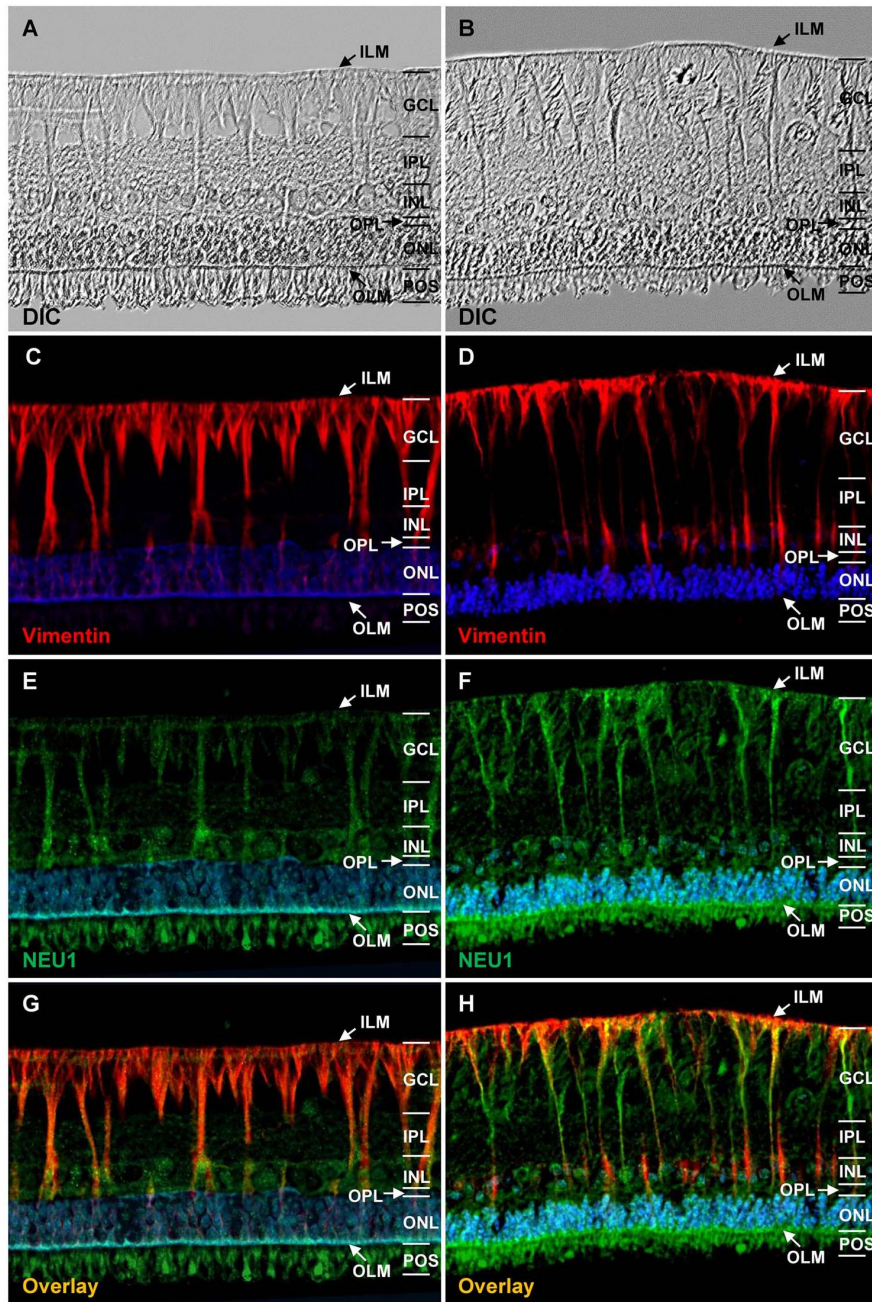 A
ILM
GCL
IPL
INL
OPL
ONL
POS
OLM
DIC
B
ILM
GCL
IPL
INL
OPL
ONL
POS
OLM
DIC
C
ILM
GCL
IPL
INL
OPL
ONL
POS
OLM
Vimentin
D
ILM
GCL
IPL
INL
OPL
ONL
POS
OLM
Vimentin
E
ILM
GCL
IPL
INL
OPL
ONL
POS
OLM
NEU1
F
ILM
GCL
IPL
INL
OPL
ONL
POS
OLM
NEU1
G
ILM
GCL
IPL
INL
OPL
ONL
POS
OLM
Overlay
H
ILM
GCL
IPL
INL
OPL
ONL
POS
OLM
Overlay